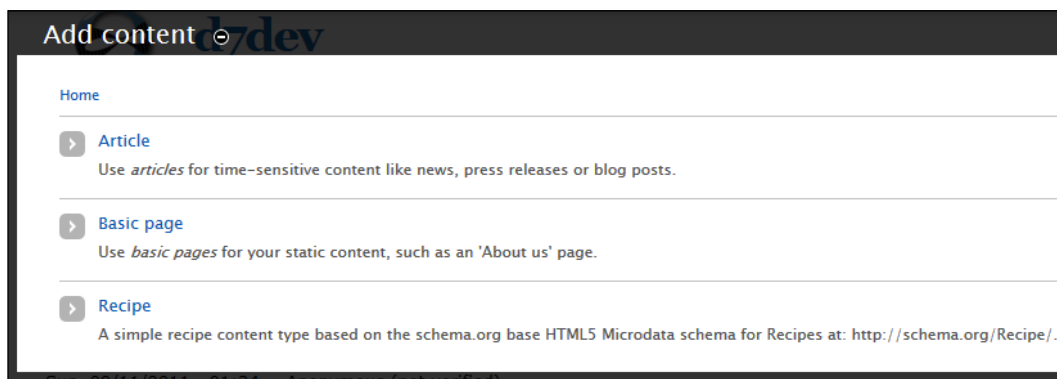 Add content d7dev
Home
Article
Use articles for time-sensitive content like news, press releases or blog posts.
Basic page
Use basic pages for your static content, such as an 'About us' page.
Recipe
A simple recipe content type based on the schema.org base HTML5 Microdata schema for Recipes at: http://schema.org/Recipe/.